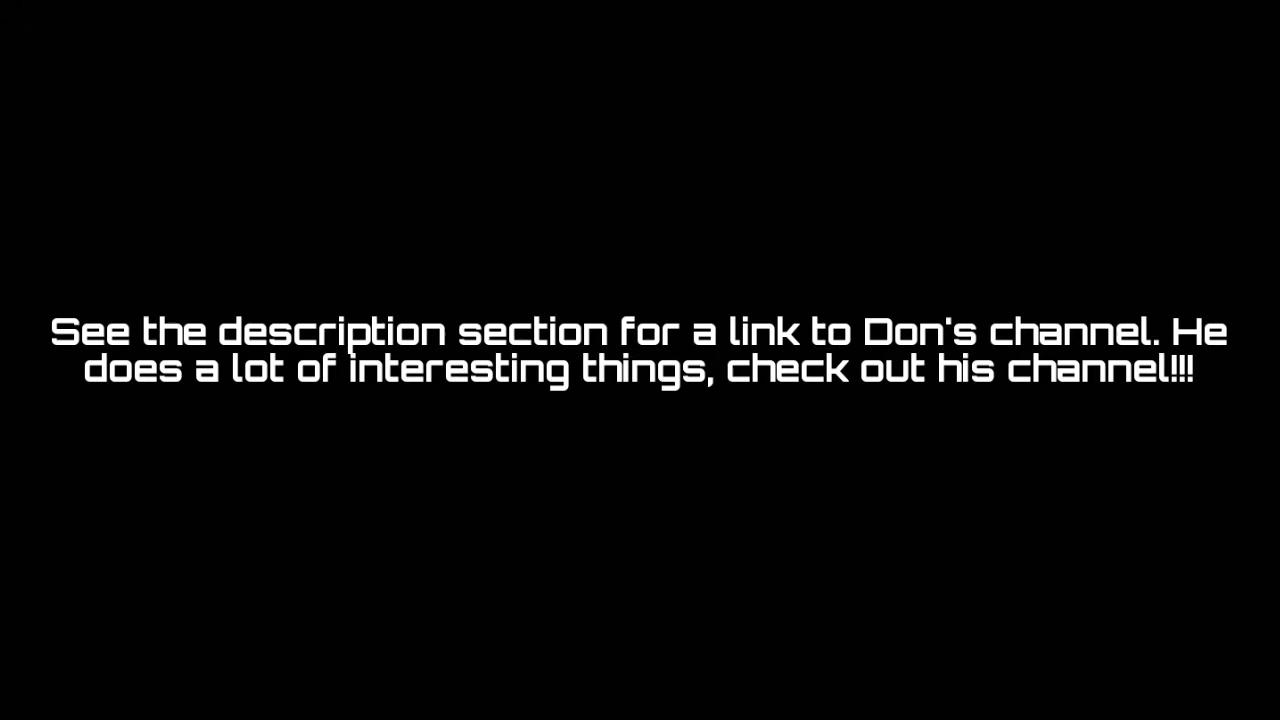 See the description section for a link to Don's channel. He
does a lot of interesting things, check out his channel!!!